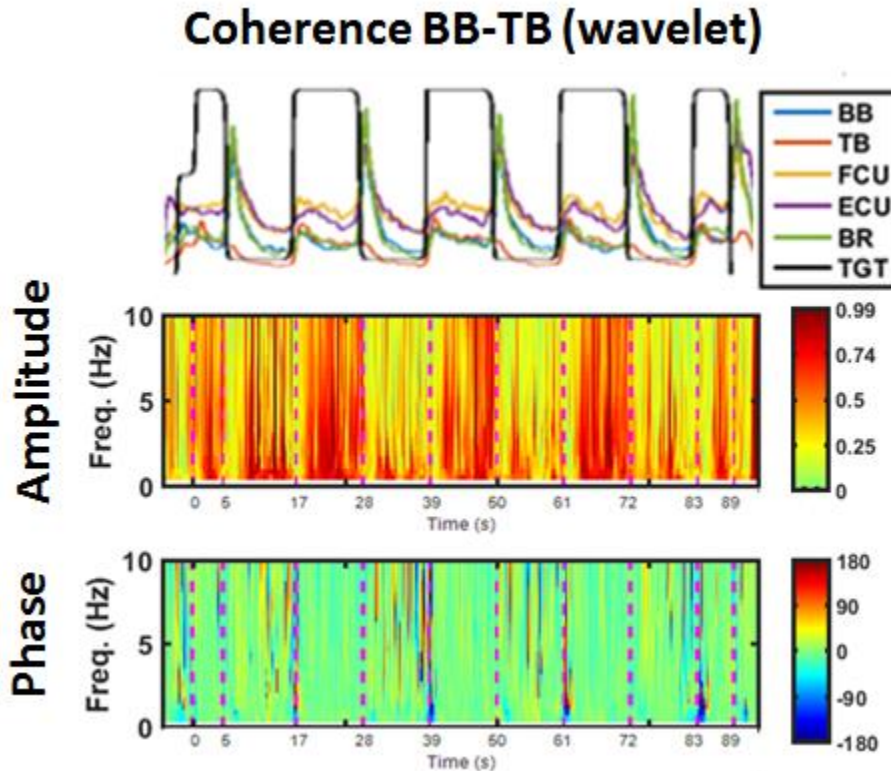 Coherence BB-TB (wavelet)
BB
TB
FCU
ECU
BR
TGT
Amplitude
Freq. (Hz)
10
5
0
0 5 17 28 39 50 61 72 83 89
Time (s)
0.99
0.74
0.5
0.25
0
Phase
Freq. (Hz)
10
5
0
0 5 17 28 39 50 61 72 83 89
Time (s)
180
90
0
-90
-180